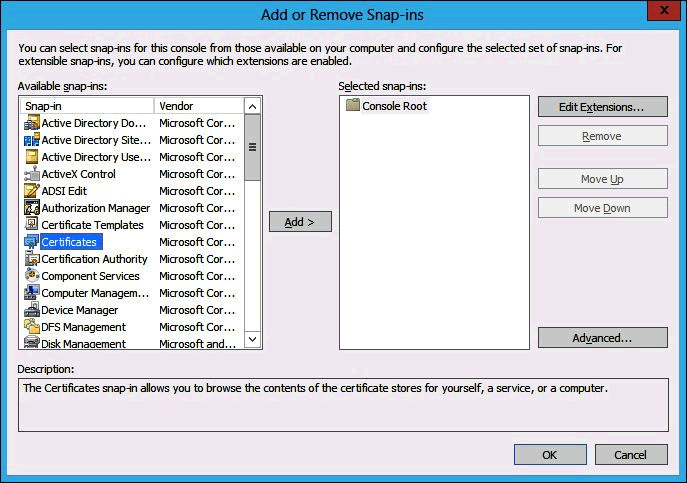 Add or Remove Snap-ins
x
You can select snap-ins for this console from those available on your computer and configure the selected set of snap-ins. For
extensible snap-ins, you can configure which extensions are enabled.
Available snap-ins:
Snap-in Vendor
Active Directory Do... Microsoft Cor...
Active Directory Site... Microsoft Cor...
Active Directory Use... Microsoft Cor...
ActiveX Control Microsoft Cor...
ADSI Edit Microsoft Cor...
Authorization Manager Microsoft Cor...
Certificate Templates Microsoft Cor...
Certificates Microsoft Cor...
Certification Authority Microsoft Cor...
Component Services Microsoft Cor...
Computer Managem... Microsoft Cor...
Device Manager Microsoft Cor...
DFS Management Microsoft Cor...
Disk Management Microsoft and...
Add >
Selected snap-ins:
Console Root
Edit Extensions...
Remove
Move Up
Move Down
Advanced...
Description:
The Certificates snap-in allows you to browse the contents of the certificate stores for yourself, a service, or a computer.
OK
Cancel